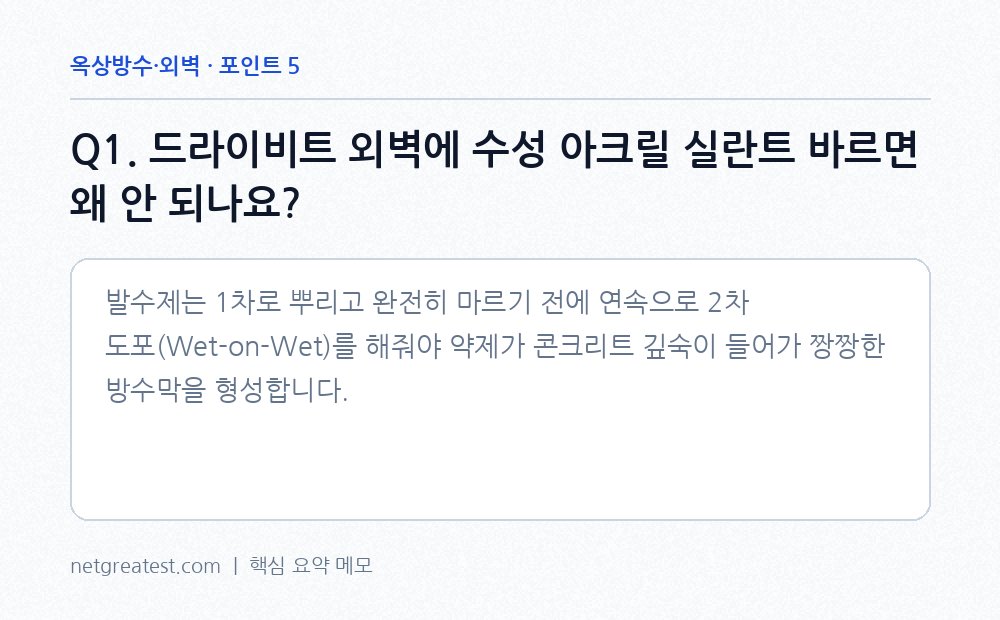 옥상방수·외벽 · 포인트 5
Q1. 드라이비트 외벽에 수성 아크릴 실란트 바르면
왜 안 되나요?
발수제는 1차로 뿌리고 완전히 마르기 전에 연속으로 2차
도포(Wet-on-Wet)를 해줘야 약제가 콘크리트 깊숙이 들어가 짱짱한
방수막을 형성합니다.
netgreatest.com | 핵심 요약 메모